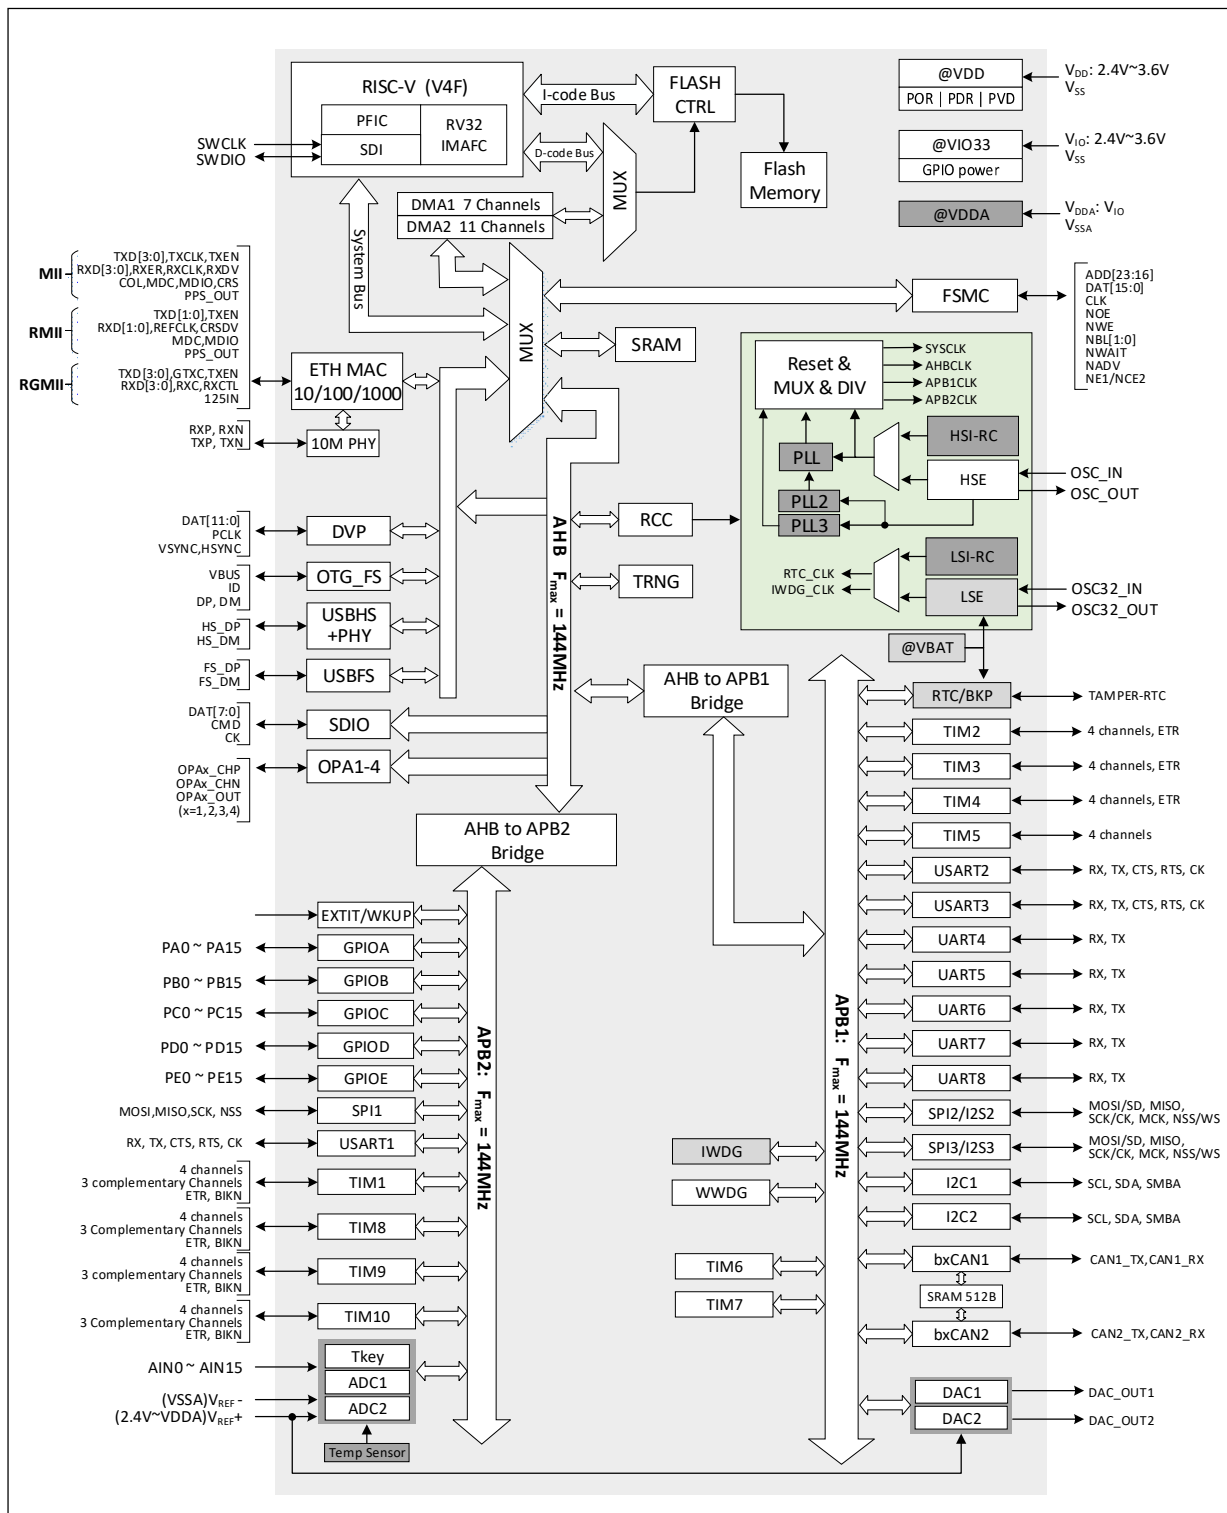 RISC-V (V4F)
PFIC
SDI
RV32
IMAFC
SWCLK
SWDIO
I-code Bus
D-code Bus
FLASH
CTRL
Flash
Memory
MUX
DMA1 7 Channels
DMA2 11 Channels
System Bus
MUX
@VDD
POR | PDR | PVD
VDD: 2.4V~3.6V
VSS
@VIO33
GPIO power
VIO: 2.4V~3.6V
VSS
@VDDA
VDDA: VIO
VSSA
MII
TXD[3:0],TXCLK,TXEN
RXD[3:0],RXER,RXCLK,RXDV
COL,MDC,MDIO,CRS
PPS_OUT
RMII
TXD[1:0],TXEN
RXD[1:0],REFCLK,CRSDV
MDC,MDIO
PPS_OUT
RGMII
TXD[3:0],GTXC,TXEN
RXD[3:0],RXC,RXCTL
125IN
ETH MAC
10/100/1000
RXP, RXN
TXP, TXN
10M PHY
SRAM
FSMC
ADD[23:16]
DAT[15:0]
CLK
NOE
NWE
NBL[1:0]
NWAIT
NADV
NE1/NCE2
Reset &
MUX & DIV
SYSCLK
AHBCLK
APB1CLK
APB2CLK
HSI-RC
PLL
HSE
OSC_IN
OSC_OUT
PLL2
PLL3
LSI-RC
RTC_CLK
IWDG_CLK
LSE
OSC32_IN
OSC32_OUT
@VBAT
RCC
TRNG
AHB Fmax = 144MHz
DAT[11:0]
PCLK
VSYNC,HSYNC
DVP
VBUS
ID
DP, DM
OTG_FS
HS_DP
HS_DM
USBHS
+PHY
FS_DP
FS_DM
USBFS
DAT[7:0]
CMD
CK
SDIO
OPAx_CHP
OPAx_CHN
OPAx_OUT
(x=1,2,3,4)
OPA1-4
AHB to APB1
Bridge
AHB to APB2
Bridge
EXTIT/WKUP
PA0 ~ PA15
GPIOA
PB0 ~ PB15
GPIOB
PC0 ~ PC15
GPIOC
PD0 ~ PD15
GPIOD
PE0 ~ PE15
GPIOE
MOSI,MISO,SCK, NSS
SPI1
RX, TX, CTS, RTS, CK
USART1
4 channels
3 complementary Channels
ETR, BIKN
TIM1
4 channels
3 Complementary Channels
ETR, BIKN
TIM8
4 channels
3 complementary Channels
ETR, BIKN
TIM9
4 channels
3 Complementary Channels
ETR, BIKN
TIM10
AIN0 ~ AIN15
Tkey
ADC1
ADC2
(VSSA)VREF -
(2.4V~VDDA)VREF+
Temp Sensor
APB2: Fmax = 144MHz
IWDG
WWDG
TIM6
TIM7
APB1: Fmax = 144MHz
RTC/BKP
TAMPER-RTC
TIM2
4 channels, ETR
TIM3
4 channels, ETR
TIM4
4 channels, ETR
TIM5
4 channels
USART2
RX, TX, CTS, RTS, CK
USART3
RX, TX, CTS, RTS, CK
UART4
RX, TX
UART5
RX, TX
UART6
RX, TX
UART7
RX, TX
UART8
RX, TX
SPI2/I2S2
MOSI/SD, MISO,
SCK/CK, MCK, NSS/WS
SPI3/I2S3
MOSI/SD, MISO,
SCK/CK, MCK, NSS/WS
I2C1
SCL, SDA, SMBA
I2C2
SCL, SDA, SMBA
bxCAN1
CAN1_TX,CAN1_RX
SRAM 512B
bxCAN2
CAN2_TX,CAN2_RX
DAC1
DAC_OUT1
DAC2
DAC_OUT2